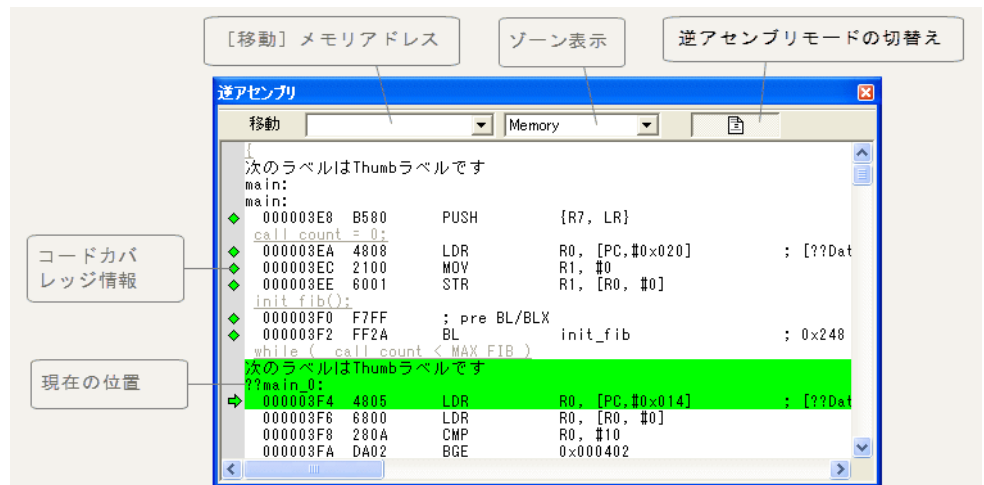 [移動] メモリアドレス
ゾーン表示
逆アセンブリモードの切替え
逆アセンブリ
移動
Memory
{
次のラベルはThumbラベルです
main:
main:
000003E8 B580 PUSH {R7, LR}
call_count = 0;
000003EA 4808 LDR R0, [PC,#0x020] ; [??Dat
000003EC 2100 MOV R1, #0
000003EE 6001 STR R1, [R0, #0]
init_fib();
000003F0 F7FF ; pre BL/BLX
000003F2 FF2A BL init_fib ; 0x248
while ( call_count < MAX_FIB )
次のラベルはThumbラベルです
??main_0:
000003F4 4805 LDR R0, [PC,#0x014] ; [??Dat
000003F6 6800 LDR R0, [R0, #0]
000003F8 280A CMP R0, #10
000003FA DA02 BGE 0x000402
コードカバ
レッジ情報
現在の位置